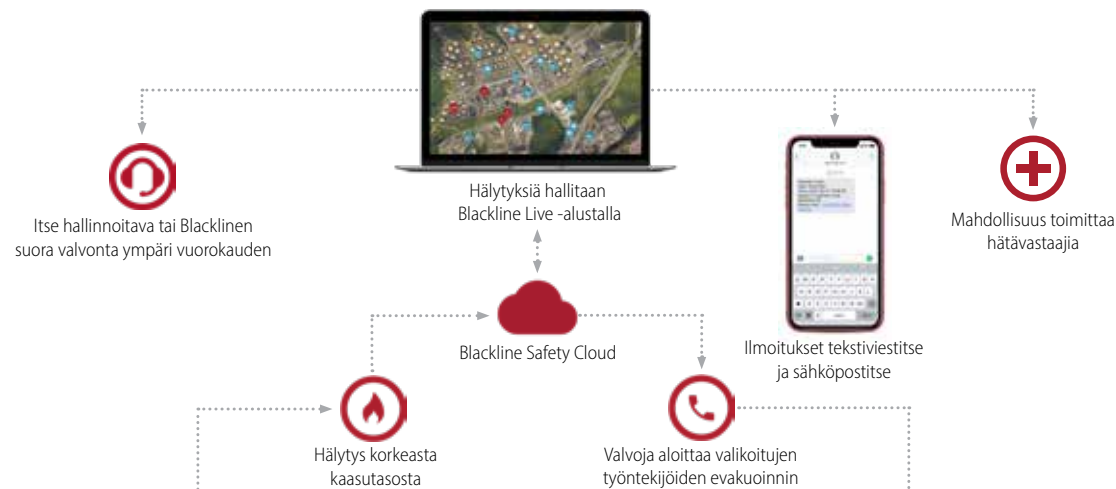 Hälytyksiä hallitaan
Blackline Live -alustalla
Itse hallinnoitava tai Blacklinen
suora valvonta ympäri vuorokauden
Mahdollisuus toimittaa
hätävastaajia
Ilmoitukset tekstiviestitse
ja sähköpostitse
Blackline Safety Cloud
Hälytys korkeasta
kaasutasosta
Valvoja aloittaa valikoitujen
työntekijöiden evakuoinnin